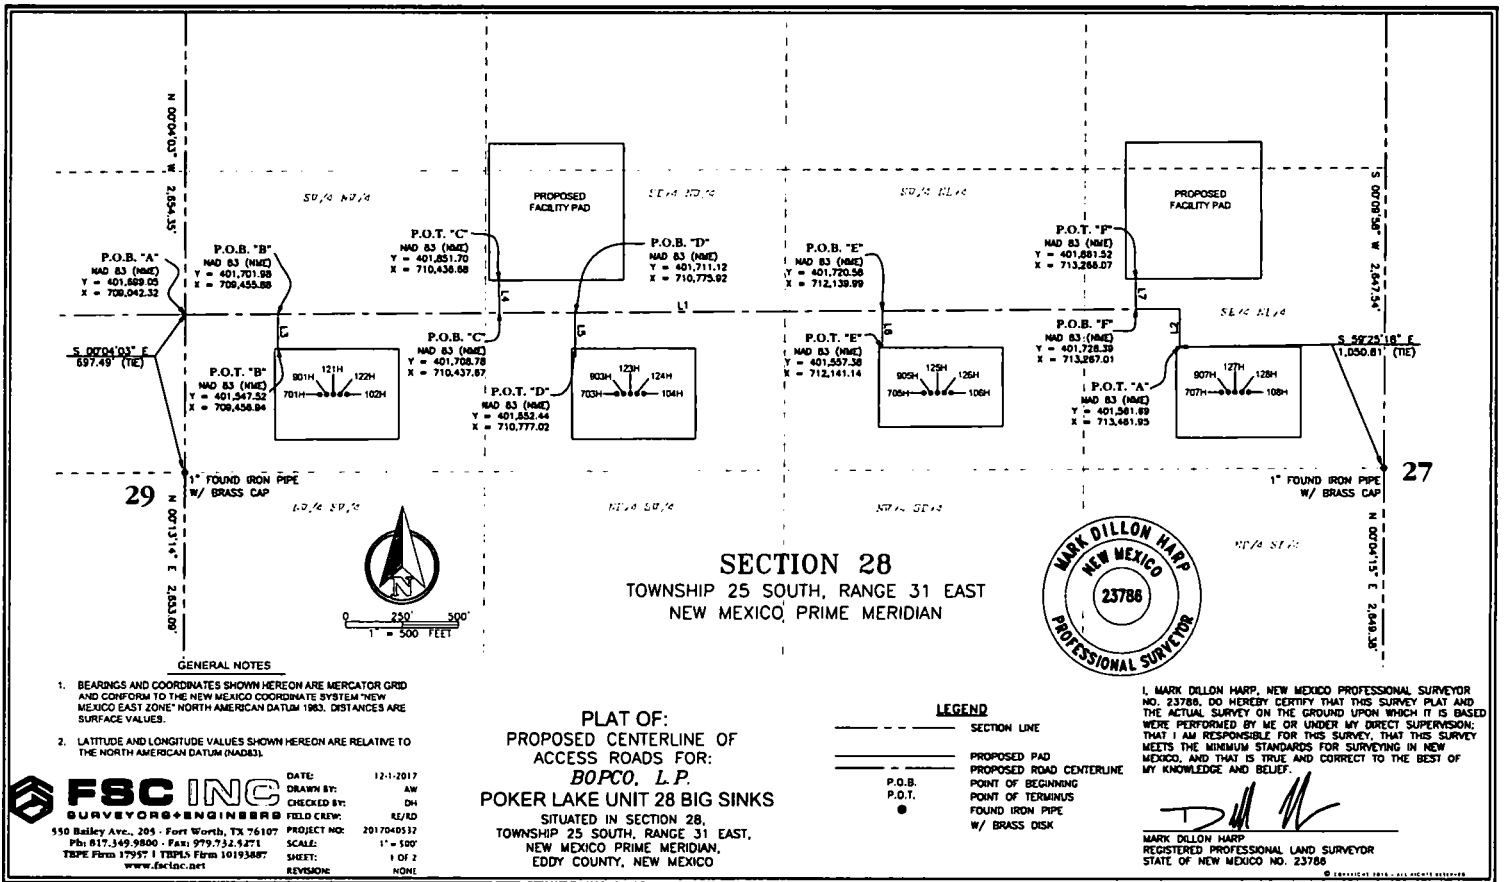 N 00°04'03" W 2,654.35'
SW/4 NW/4
SE/4 NW/4
SW/4 NE/4
SE/4 NE/4
PROPOSED
FACILITY PAD
PROPOSED
FACILITY PAD
S 00°09'58" W 2,647.54'
P.O.B. "A"
NAD 83 (NME)
Y = 401,699.05
X = 709,042.32
P.O.B. "B"
NAD 83 (NME)
Y = 401,701.98
X = 709,455.88
P.O.T. "C"
NAD 83 (NME)
Y = 401,851.70
X = 710,436.68
P.O.B. "D"
NAD 83 (NME)
Y = 401,711.12
X = 710,775.92
P.O.B. "E"
NAD 83 (NME)
Y = 401,720.56
X = 712,139.99
P.O.T. "F"
NAD 83 (NME)
Y = 401,881.52
X = 713,266.07
L1
L2
L3
L4
L5
L6
L7
S 00°04'03" E
697.49' (TIE)
P.O.T. "B"
NAD 83 (NME)
Y = 401,547.52
X = 709,456.94
P.O.B. "C"
NAD 83 (NME)
Y = 401,708.78
X = 710,437.67
P.O.T. "D"
NAD 83 (NME)
Y = 401,552.44
X = 710,777.02
P.O.T. "E"
NAD 83 (NME)
Y = 401,557.38
X = 712,141.14
P.O.B. "F"
NAD 83 (NME)
Y = 401,728.39
X = 713,267.01
P.O.T. "A"
NAD 83 (NME)
Y = 401,561.69
X = 713,461.95
S 59°25'18" E
1,050.81' (TIE)
901H 121H 122H
701H 102H
903H 123H 124H
703H 104H
905H 125H 126H
705H 106H
907H 127H 128H
707H 108H
29
1" FOUND IRON PIPE
W/ BRASS CAP
27
1" FOUND IRON PIPE
W/ BRASS CAP
N 00°13'14" E 2,653.09'
NW/4 SW/4
NE/4 SW/4
NW/4 SE/4
NE/4 SE/4
N 00°04'15" E 2,649.38'
N
0 250' 500'
1" = 500 FEET
SECTION 28
TOWNSHIP 25 SOUTH, RANGE 31 EAST
NEW MEXICO PRIME MERIDIAN
MARK DILLON HARP
NEW MEXICO
23786
PROFESSIONAL SURVEYOR
GENERAL NOTES
1. BEARINGS AND COORDINATES SHOWN HEREON ARE MERCATOR GRID
AND CONFORM TO THE NEW MEXICO COORDINATE SYSTEM "NEW
MEXICO EAST ZONE" NORTH AMERICAN DATUM 1983. DISTANCES ARE
SURFACE VALUES.
2. LATITUDE AND LONGITUDE VALUES SHOWN HEREON ARE RELATIVE TO
THE NORTH AMERICAN DATUM (NAD83).
FSC INC
SURVEYORS+ENGINEERS
550 Bailey Ave., 205 - Fort Worth, TX 76107
Ph: 817.349.9800 - Fax: 979.732.5271
TBPE Firm 17957 | TBPLS Firm 10193887
www.fscinc.net
DATE: 12-1-2017
DRAWN BY: AW
CHECKED BY: DH
FIELD CREW: RE/RD
PROJECT NO: 2017040532
SCALE: 1" = 500'
SHEET: 1 OF 2
REVISION: NONE
PLAT OF:
PROPOSED CENTERLINE OF
ACCESS ROADS FOR:
BOPCO, L.P.
POKER LAKE UNIT 28 BIG SINKS
SITUATED IN SECTION 28,
TOWNSHIP 25 SOUTH, RANGE 31 EAST,
NEW MEXICO PRIME MERIDIAN,
EDDY COUNTY, NEW MEXICO
LEGEND
SECTION LINE
PROPOSED PAD
PROPOSED ROAD CENTERLINE
P.O.B. POINT OF BEGINNING
P.O.T. POINT OF TERMINUS
FOUND IRON PIPE
W/ BRASS DISK
I, MARK DILLON HARP, NEW MEXICO PROFESSIONAL SURVEYOR
NO. 23786, DO HEREBY CERTIFY THAT THIS SURVEY PLAT AND
THE ACTUAL SURVEY ON THE GROUND UPON WHICH IT IS BASED
WERE PERFORMED BY ME OR UNDER MY DIRECT SUPERVISION;
THAT I AM RESPONSIBLE FOR THIS SURVEY, THAT THIS SURVEY
MEETS THE MINIMUM STANDARDS FOR SURVEYING IN NEW
MEXICO, AND THAT IS TRUE AND CORRECT TO THE BEST OF
MY KNOWLEDGE AND BELIEF.
MARK DILLON HARP
REGISTERED PROFESSIONAL LAND SURVEYOR
STATE OF NEW MEXICO NO. 23786
© COPYRIGHT 2016 - ALL RIGHTS RESERVED